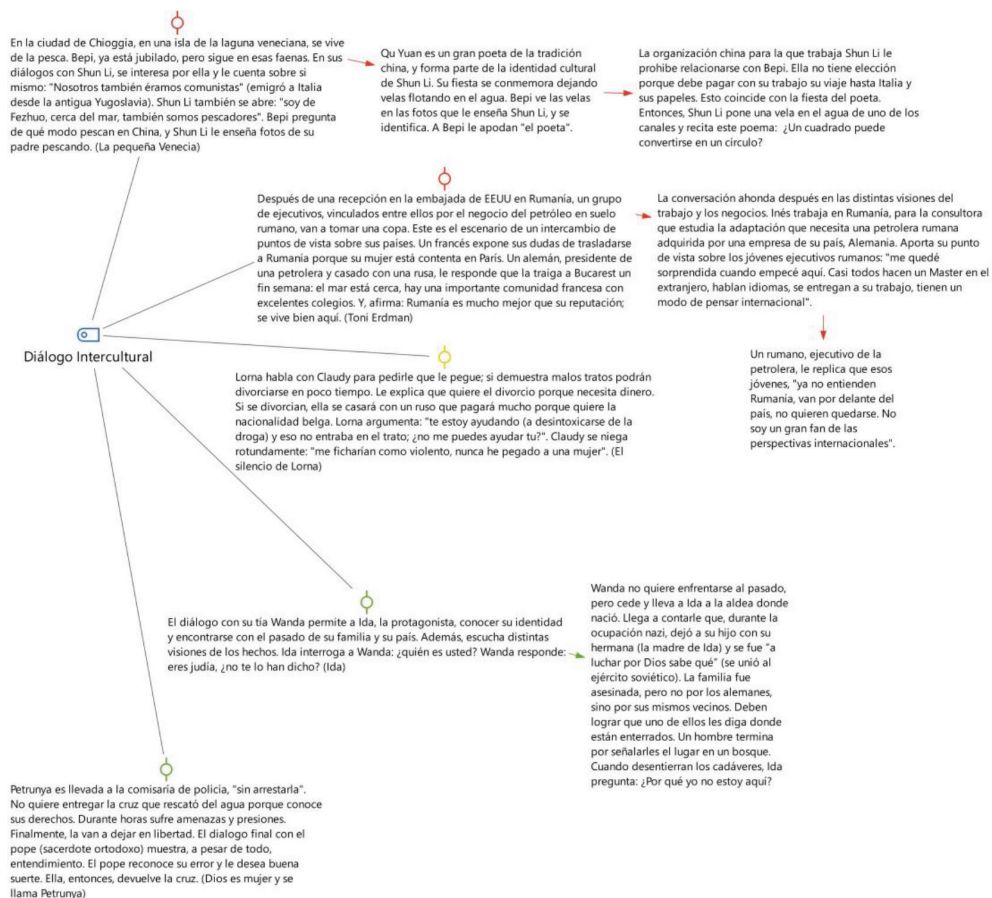 En la ciudad de Chioggia, en una isla de la laguna veneciana, se vive
de la pesca. Bepi, ya está jubilado, pero sigue en esas faenas. En sus
diálogos con Shun Li, se interesa por ella y le cuenta sobre si
mismo: "Nosotros también éramos comunistas" (emigró a Italia
desde la antigua Yugoslavia). Shun Li también se abre: "soy de
Fezhuo, cerca del mar, también somos pescadores". Bepi pregunta
de qué modo pescan en China, y Shun Li le enseña fotos de su
padre pescando. (La pequeña Venecia)
Qu Yuan es un gran poeta de la tradición
china, y forma parte de la identidad cultural
de Shun Li. Su fiesta se conmemora dejando
velas flotando en el agua. Bepi ve las velas
en las fotos que le enseña Shun Li, y se
identifica. A Bepi le apodan "el poeta".
La organización china para la que trabaja Shun Li le
prohibe relacionarse con Bepi. Ella no tiene elección
porque debe pagar con su trabajo su viaje hasta Italia y
sus papeles. Esto coincide con la fiesta del poeta.
Entonces, Shun Li pone una vela en el agua de uno de los
canales y recita este poema: ¿Un cuadrado puede
convertirse en un círculo?
Después de una recepción en la embajada de EEUU en Rumanía, un grupo
de ejecutivos, vinculados entre ellos por el negocio del petróleo en suelo
rumano, van a tomar una copa. Este es el escenario de un intercambio de
puntos de vista sobre sus países. Un francés expone sus dudas de trasladarse
a Rumania porque su mujer está contenta en París. Un alemán, presidente de
una petrolera y casado con una rusa, le responde que la traiga a Bucarest un
fin semana: el mar está cerca, hay una importante comunidad francesa con
excelentes colegios. Y, afirma: Rumanía es mucho mejor que su reputación;
se vive bien aquí. (Toni Erdman)
La conversación ahonda después en las distintas visiones del
trabajo y los negocios. Inés trabaja en Rumanía, para la consultora
que estudia la adaptación que necesita una petrolera rumana
adquirida por una empresa de su país, Alemania. Aporta su punto
de vista sobre los jóvenes ejecutivos rumanos: "me quedé
sorprendida cuando empecé aquí. Casi todos hacen un Master en el
extranjero, hablan idiomas, se entregan a su trabajo, tienen un
modo de pensar internacional".
Un rumano, ejecutivo de la
petrolera, le replica que esos
jóvenes, "ya no entienden
Rumanía, van por delante del
país, no quieren quedarse. No
soy un gran fan de las
perspectivas internacionales".
Diálogo Intercultural
Lorna habla con Claudy para pedirle que le pegue; si demuestra malos tratos podrán
divorciarse en poco tiempo. Le explica que quiere el divorcio porque necesita dinero.
Si se divorcian, ella se casará con un ruso que pagará mucho porque quiere la
nacionalidad belga. Lorna argumenta: "te estoy ayudando (a desintoxicarse de la
droga) y eso no entraba en el trato; ¿no me puedes ayudar tu?". Claudy se niega
rotundamente: "me ficharían como violento, nunca he pegado a una mujer". (El
silencio de Lorna)
El diálogo con su tía Wanda permite a Ida, la protagonista, conocer su identidad
y encontrarse con el pasado de su familia y su país. Además, escucha distintas
visiones de los hechos. Ida interroga a Wanda: ¿quién es usted? Wanda responde:
eres judía, ¿no te lo han dicho? (Ida)
Wanda no quiere enfrentarse al pasado,
pero cede y lleva a Ida a la aldea donde
nació. Llega a contarle que, durante la
ocupación nazi, dejó a su hijo con su
hermana (la madre de Ida) y se fue "a
luchar por Dios sabe qué" (se unió al
ejército soviético). La familia fue
asesinada, pero no por los alemanes,
sino por sus mismos vecinos. Deben
lograr que uno de ellos les diga donde
están enterrados. Un hombre termina
por señalarles el lugar en un bosque.
Cuando desentierran los cadáveres, Ida
pregunta: ¿Por qué yo no estoy aquí?
Petrunya es llevada a la comisaría de policía, "sin arrestarla".
No quiere entregar la cruz que rescató del agua porque conoce
sus derechos. Durante horas sufre amenazas y presiones.
Finalmente, la van a dejar en libertad. El dialogo final con el
pope (sacerdote ortodoxo) muestra, a pesar de todo,
entendimiento. El pope reconoce su error y le desea buena
suerte. Ella, entonces, devuelve la cruz. (Dios es mujer y se
llama Petrunya)